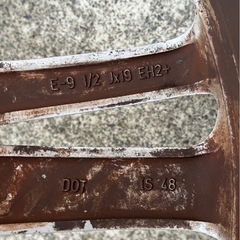 E-9 1/2 Jx19 EH2+
DOT IS 48